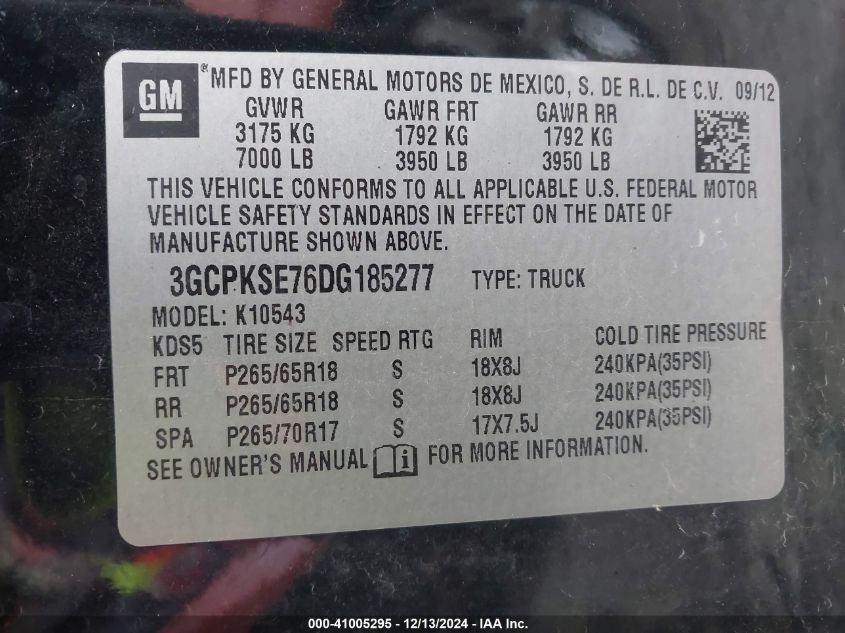 GM ® MFD BY GENERAL MOTORS DE MEXICO, S. DE R.L. DE C.V. 09/12
GVWR GAWR FRT GAWR RR
3175 KG 1792 KG 1792 KG
7000 LB 3950 LB 3950 LB
THIS VEHICLE CONFORMS TO ALL APPLICABLE U.S. FEDERAL MOTOR
VEHICLE SAFETY STANDARDS IN EFFECT ON THE DATE OF
MANUFACTURE SHOWN ABOVE.
3GCPKSE76DG185277 TYPE: TRUCK
MODEL: K10543
KDS5 TIRE SIZE SPEED RTG RIM COLD TIRE PRESSURE
FRT P265/65R18 S 18X8J 240KPA(35PSI)
RR P265/65R18 S 18X8J 240KPA(35PSI)
SPA P265/70R17 S 17X7.5J 240KPA(35PSI)
SEE OWNER'S MANUAL i FOR MORE INFORMATION.
000-41005295 - 12/13/2024 - IAA Inc.